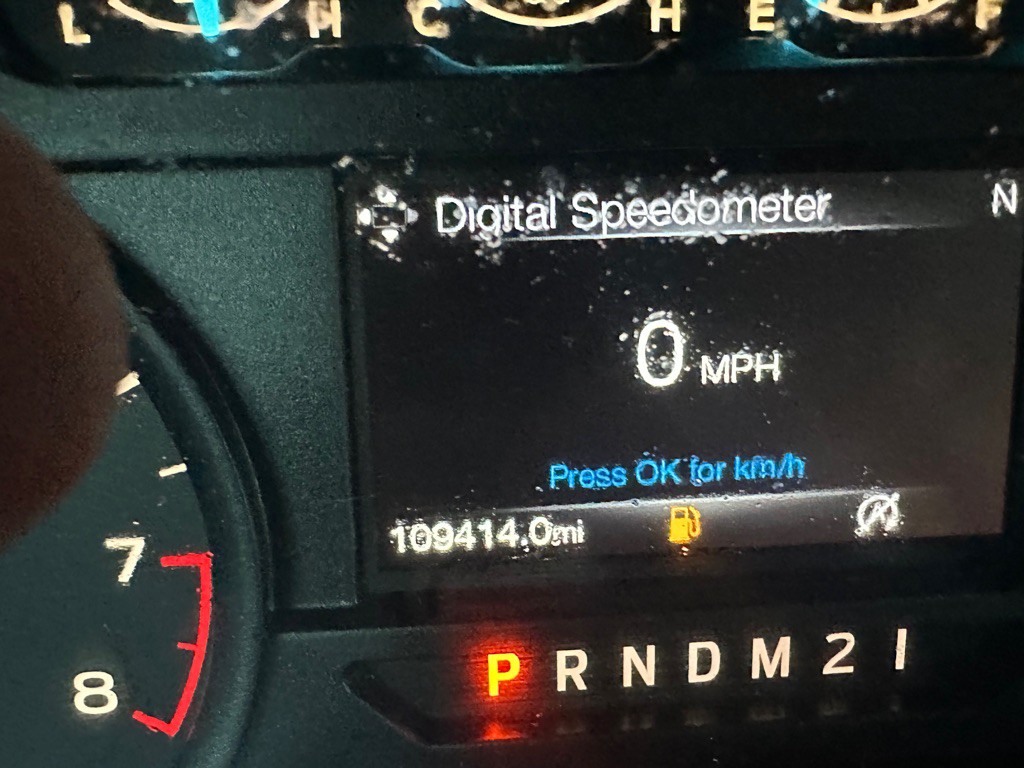 L H C H E F
Digital Speedometer N
0 MPH
Press OK for km/h
109414.0mi
7
8
P R N D M 2 1